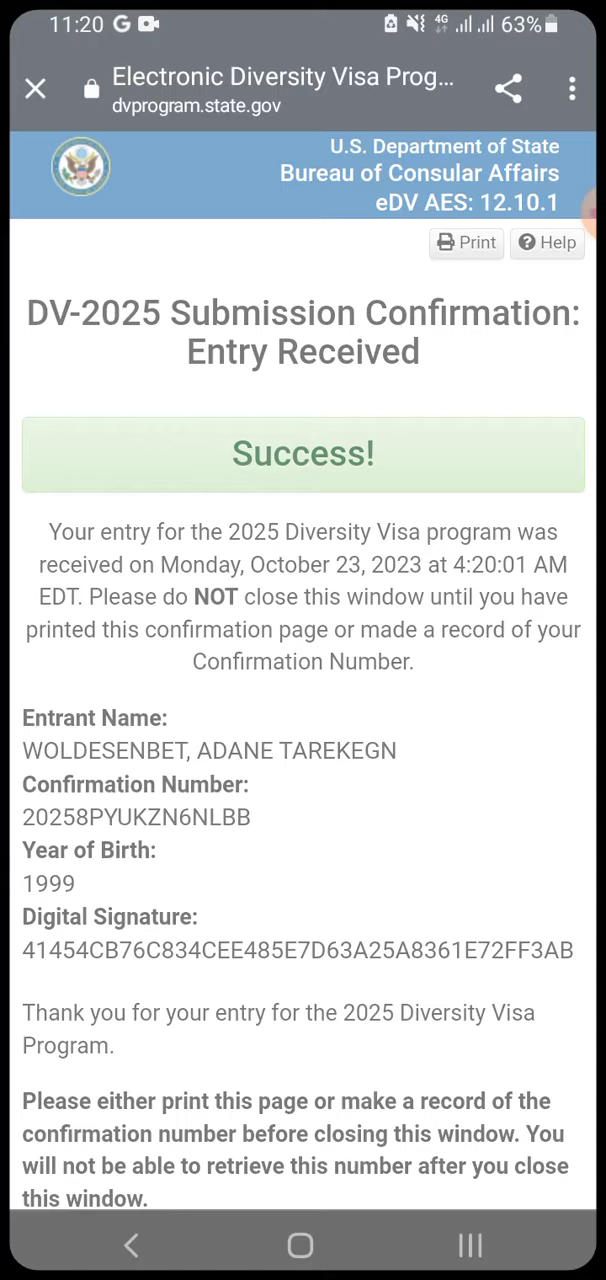 11:20 G 4G 63%
Electronic Diversity Visa Prog...
dvprogram.state.gov
U.S. Department of State
Bureau of Consular Affairs
eDV AES: 12.10.1
Print Help
DV-2025 Submission Confirmation:
Entry Received
Success!
Your entry for the 2025 Diversity Visa program was
received on Monday, October 23, 2023 at 4:20:01 AM
EDT. Please do NOT close this window until you have
printed this confirmation page or made a record of your
Confirmation Number.
Entrant Name:
WOLDESENBET, ADANE TAREKEGN
Confirmation Number:
20258PYUKZN6NLBB
Year of Birth:
1999
Digital Signature:
41454CB76C834CEE485E7D63A25A8361E72FF3AB
Thank you for your entry for the 2025 Diversity Visa
Program.
Please either print this page or make a record of the
confirmation number before closing this window. You
will not be able to retrieve this number after you close
this window.